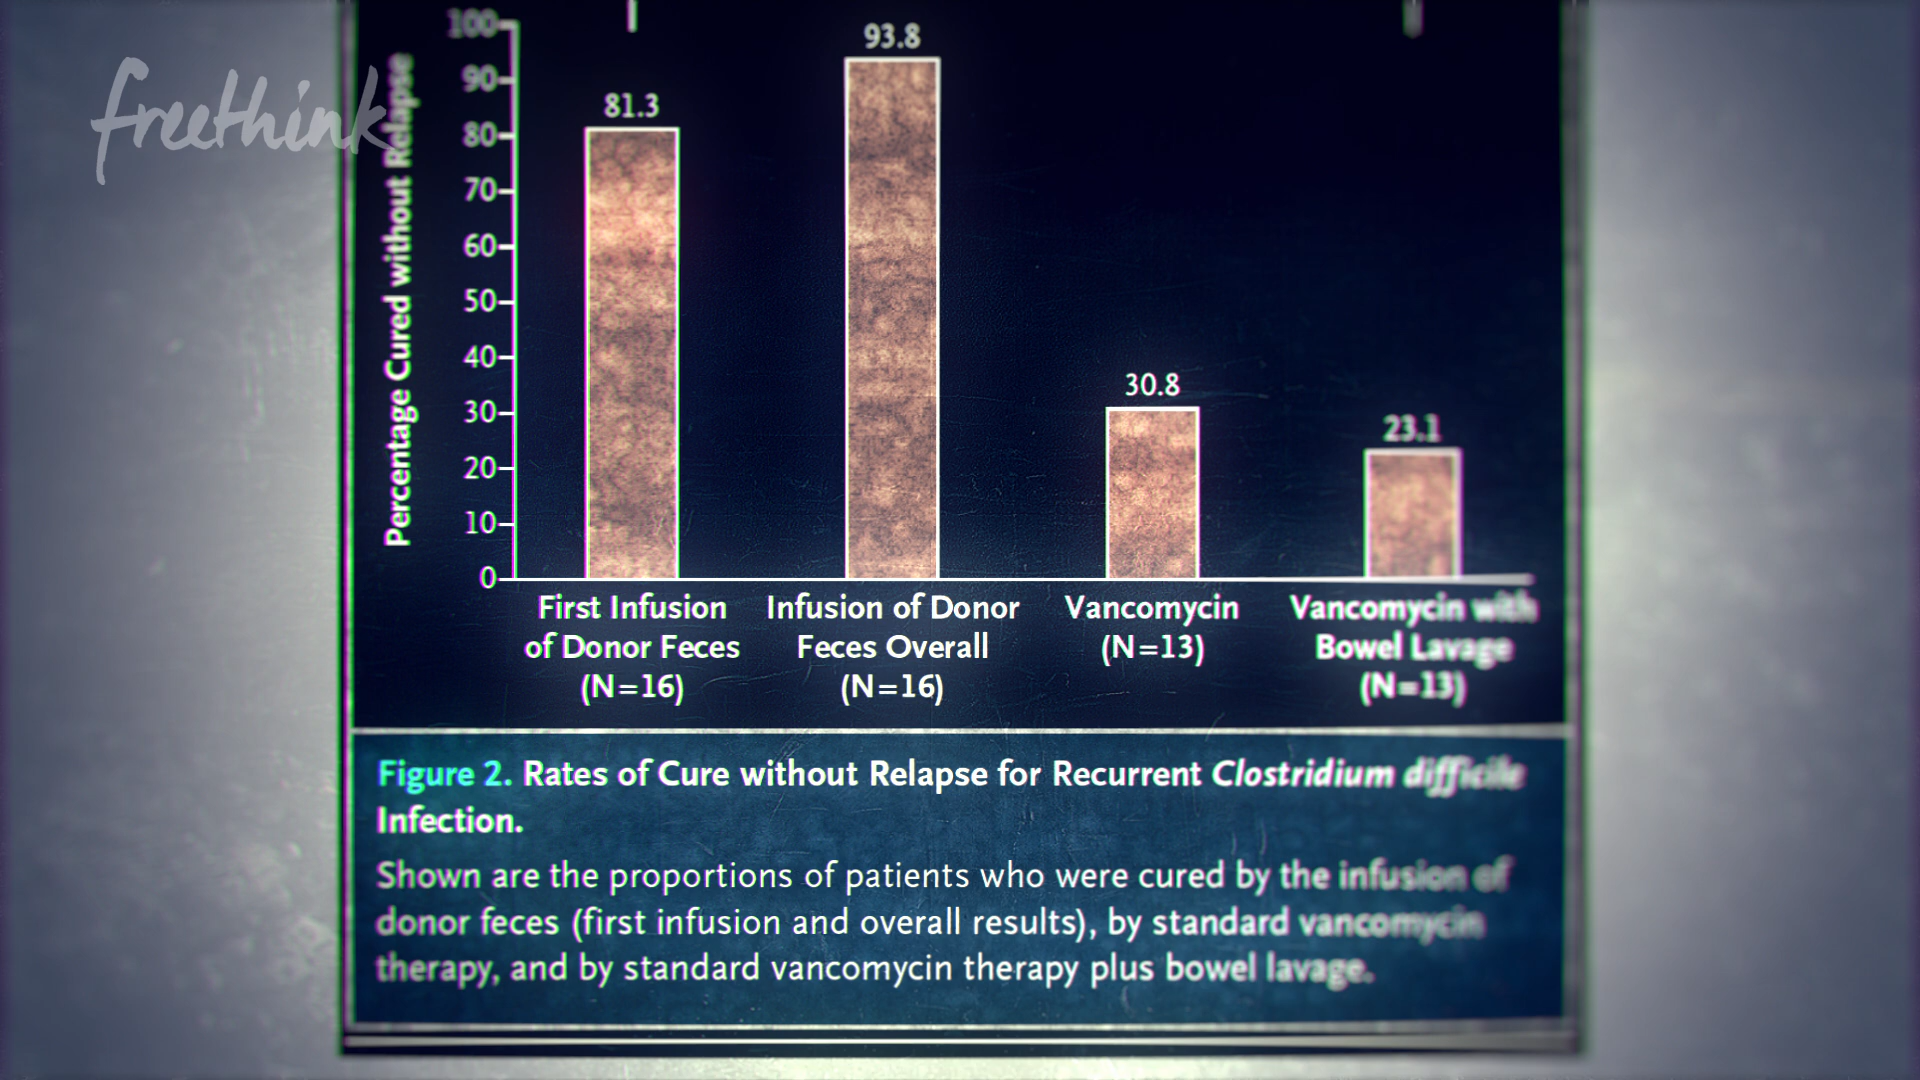 freethink
Percentage Cured without Relapse
100
90
80
70
60
50
40
30
20
10
0
81.3
93.8
30.8
23.1
First Infusion
of Donor Feces
(N=16)
Infusion of Donor
Feces Overall
(N=16)
Vancomycin
(N=13)
Vancomycin with
Bowel Lavage
(N=13)
Figure 2. Rates of Cure without Relapse for Recurrent Clostridium difficile
Infection.
Shown are the proportions of patients who were cured by the infusion of
donor feces (first infusion and overall results), by standard vancomycin
therapy, and by standard vancomycin therapy plus bowel lavage.